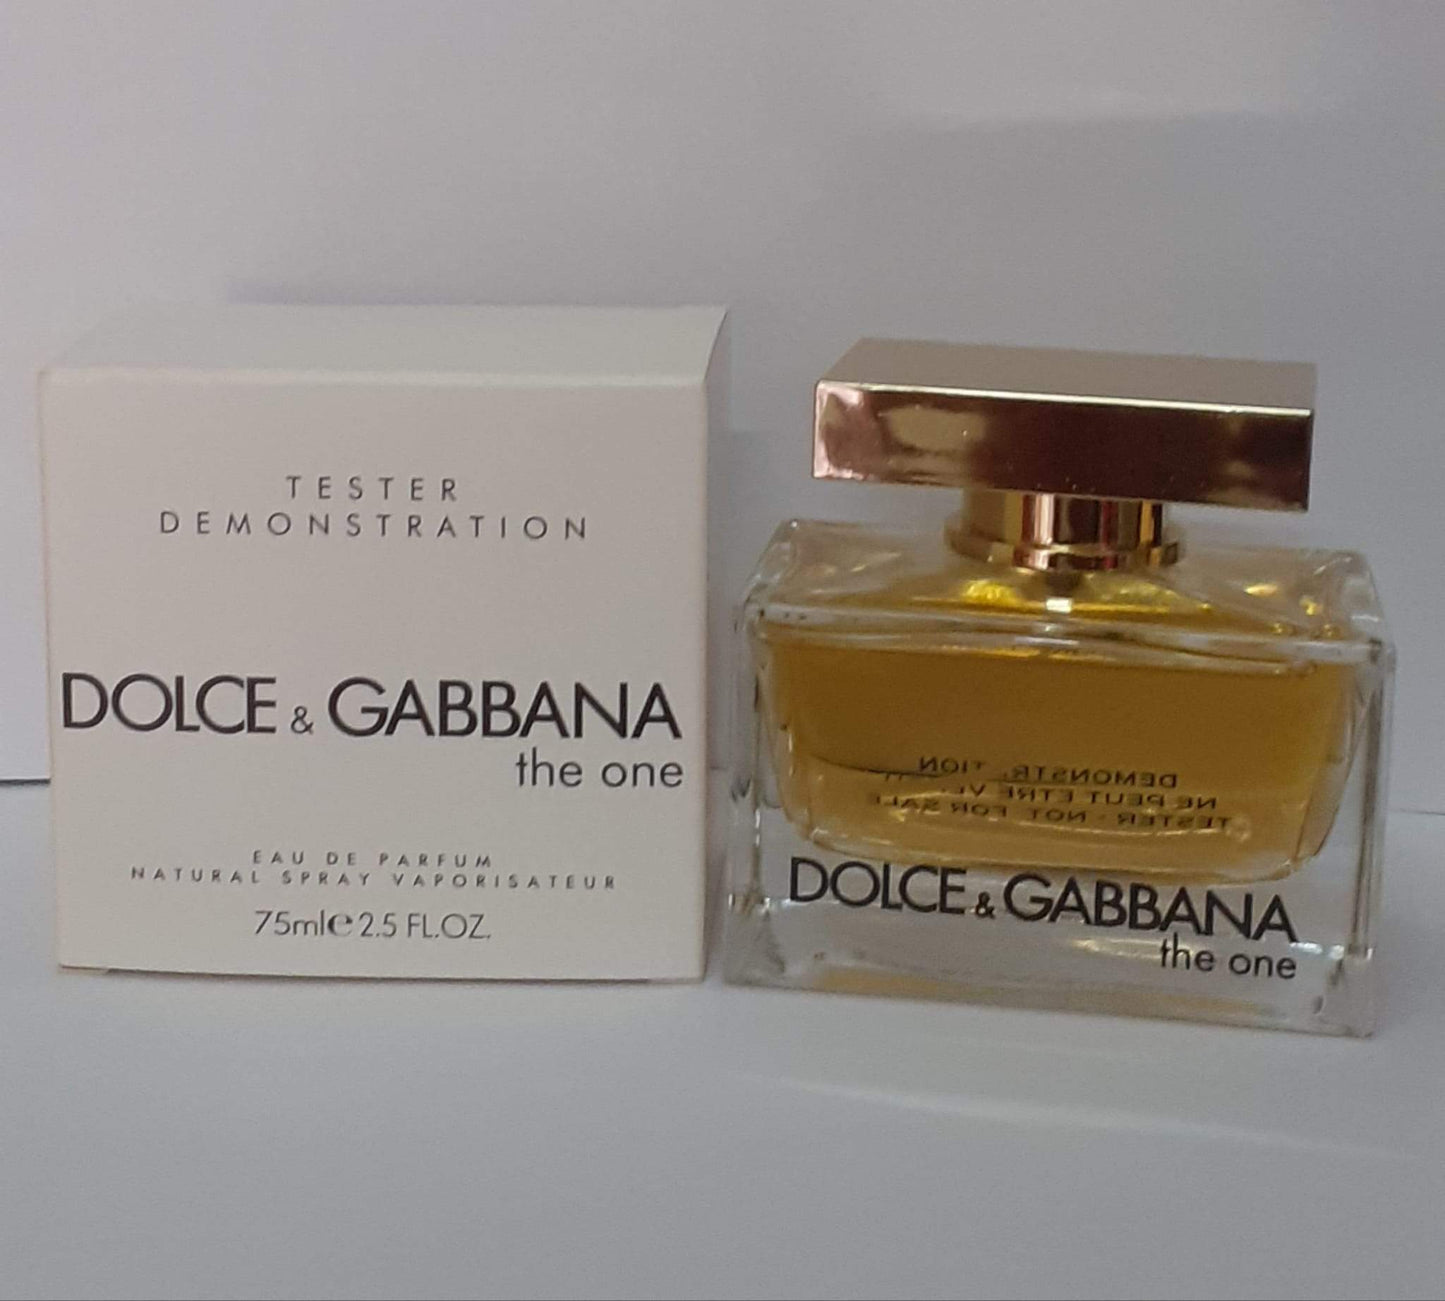 TESTER
DEMONSTRATION
DOLCE & GABBANA
the one
EAU DE PARFUM
NATURAL SPRAY VAPORISATEUR
75ml℮2.5 FL.OZ.
NE PEUT ETRE
TESTER - NOT FOR SALE
DOLCE & GABBANA
the one